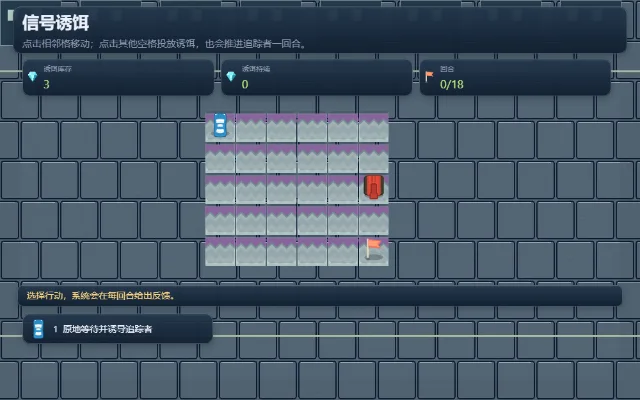 信号诱饵
点击相邻格移动；点击其他空格投放诱饵，也会推进追踪者一回合。
诱饵库存
诱饵持续
回合
3
0
0/18
选择行动，系统会在每回合给出反馈。
1 原地等待并诱导追踪者